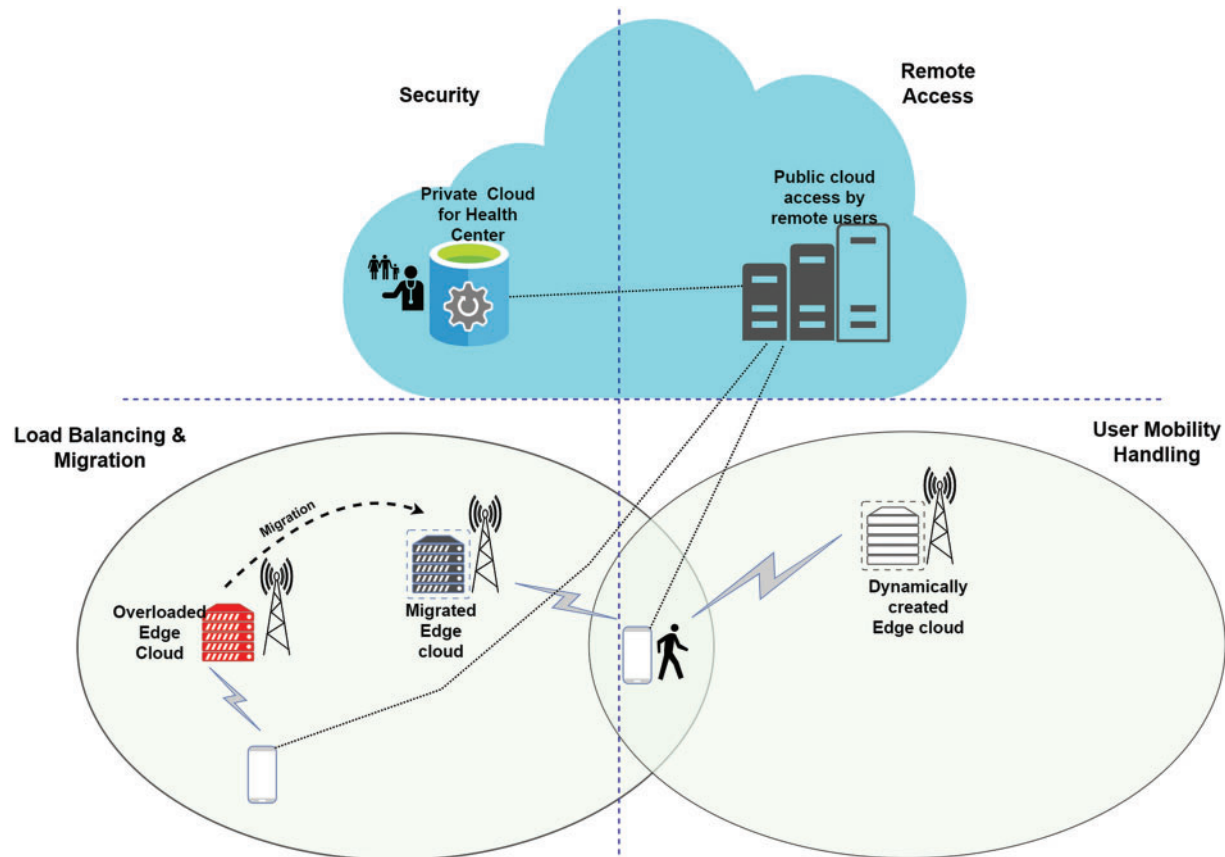 Security
Remote
Access
Private Cloud
for Health
Center
Public cloud
access by
remote users
Load Balancing &
Migration
User Mobility
Handling
Migration
Overloaded
Edge
Cloud
Migrated
Edge
cloud
Dynamically
created
Edge cloud